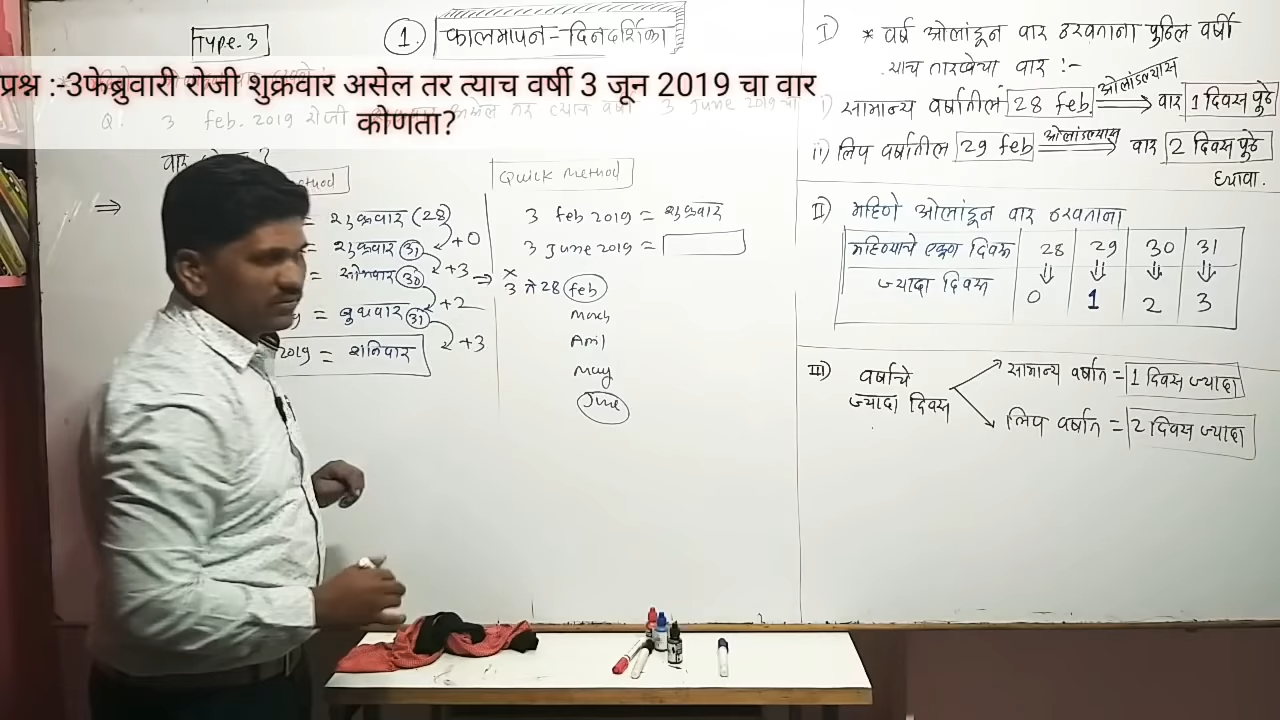 Type-3
1. कालमापन-दिनदर्शिका
प्रश्न :-3फेब्रुवारी रोजी शुक्रवार असेल तर त्याच वर्षी 3 जून 2019 चा वार
कोणता?
Q. 3 feb. 2019 रोजी असेल तर त्याच वर्षी 3 June 2019 चा
वार
= शुक्रवार (28)
= शुक्रवार (31) +0
= सोमवार (30) +3
= बुधवार (31) +2
2019 = शनिवार +3
Quick Method
3 feb 2019 = शुक्रवार
3 June 2019 =
⇒ 3 ते 28 feb
March
April
May
June
I) * वर्ष ओलांडून वार ठरवताना पुढिल वर्षी
याच तारखेचा वार :-
i) सामान्य वर्षातील 28 feb. ओलांडल्यास ⟹ वार 1 दिवस पुढे
ii) लिप वर्षातील 29 feb ओलांडल्यास ⟹ वार 2 दिवस पुढे
घ्यावा.
II) महिने ओलांडून वार ठरवताना
महिन्याचे एकूण दिवस 28 29 30 31
ज्यादा दिवस 0 1 2 3
III) वर्षाचे
ज्यादा दिवस
सामान्य वर्षात = 1 दिवस ज्यादा
लिप वर्षात = 2 दिवस ज्यादा